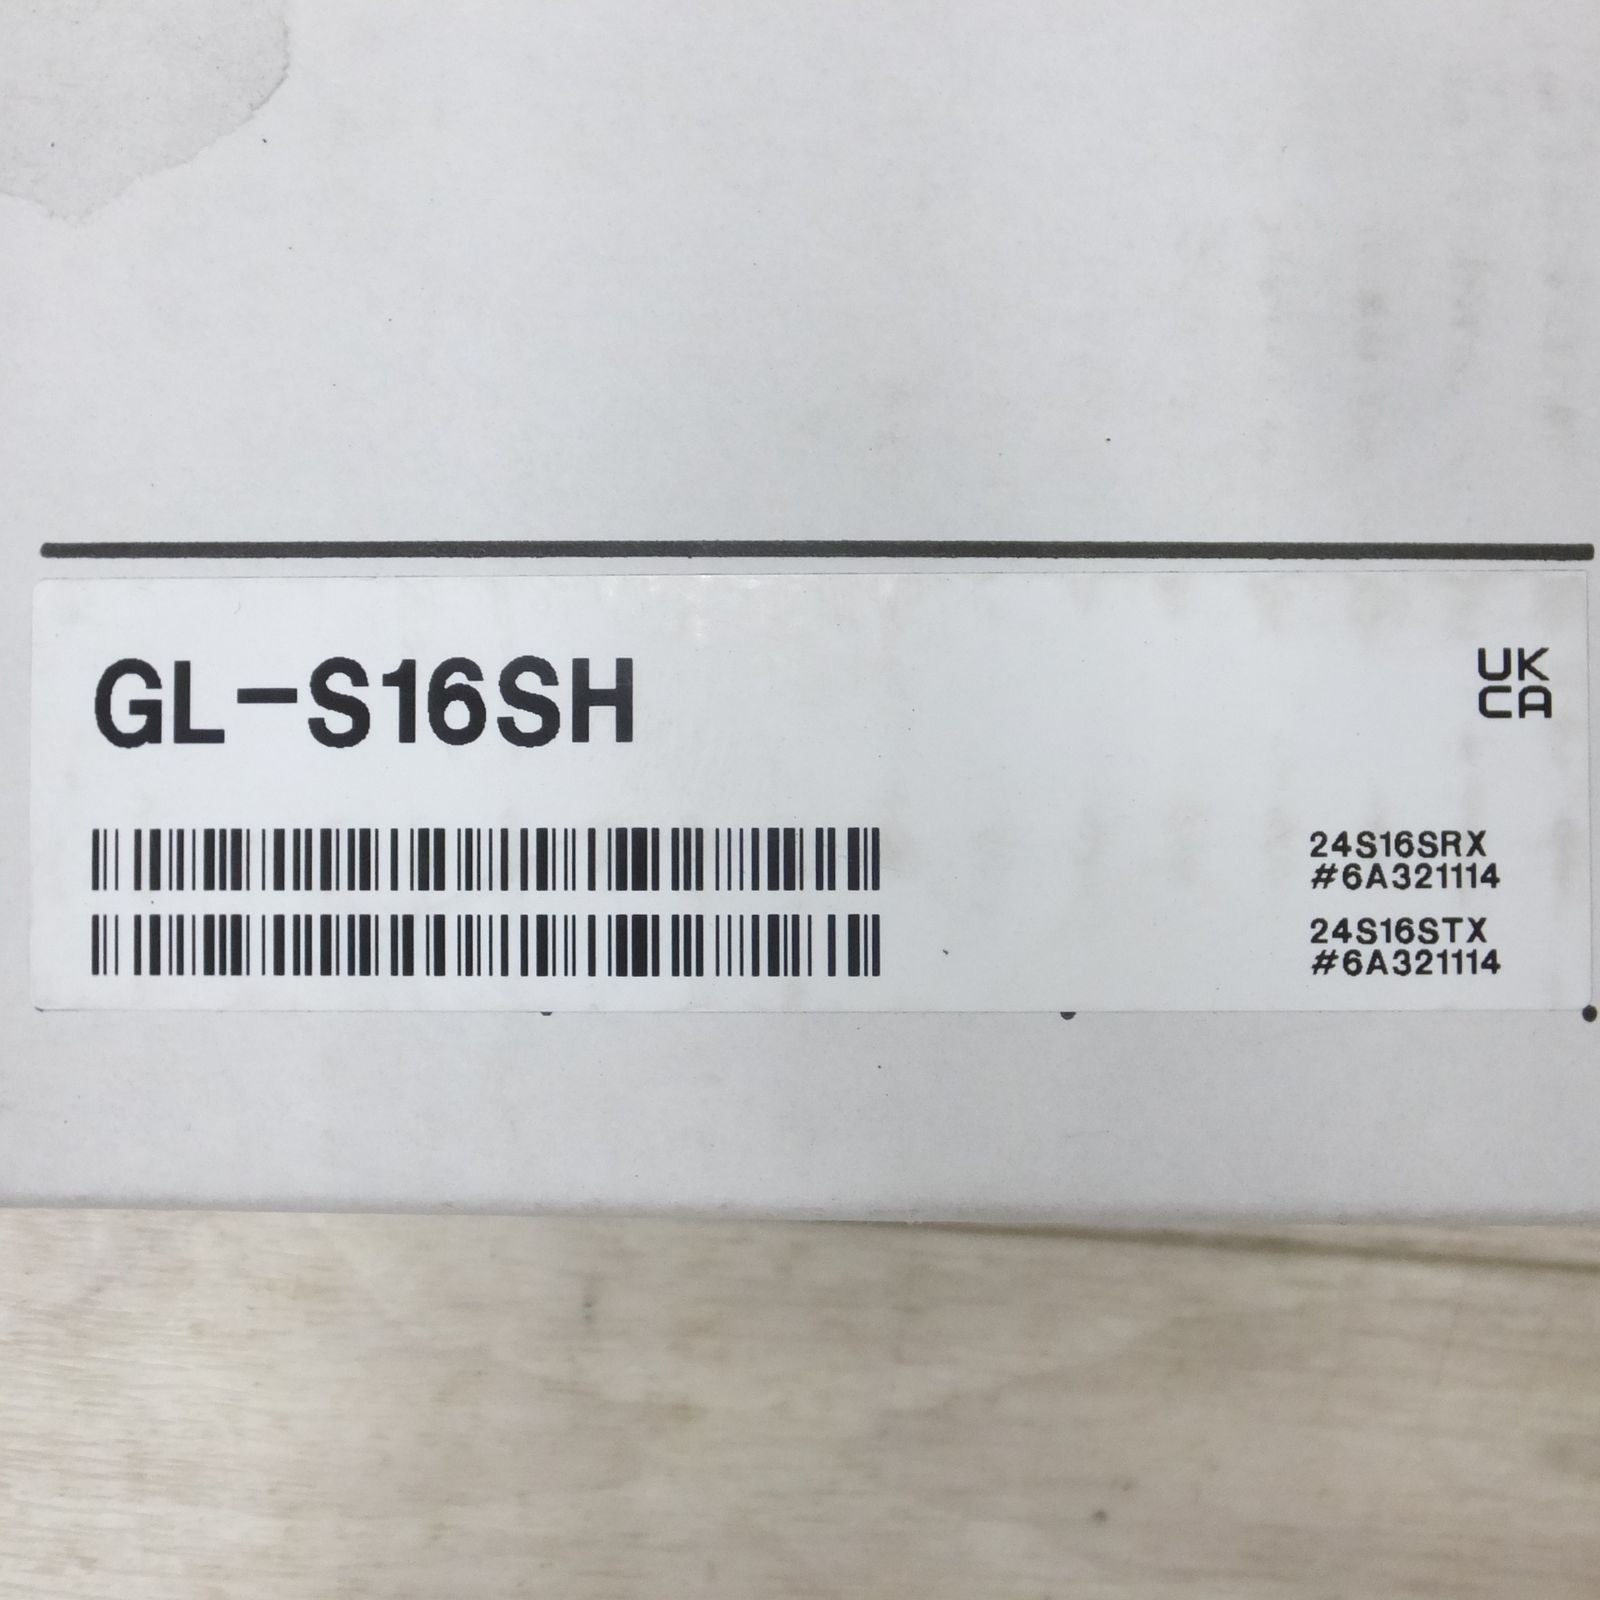 GL-S16SH
UK
CA
24S16SRX
#6A321114
24S16STX
#6A321114